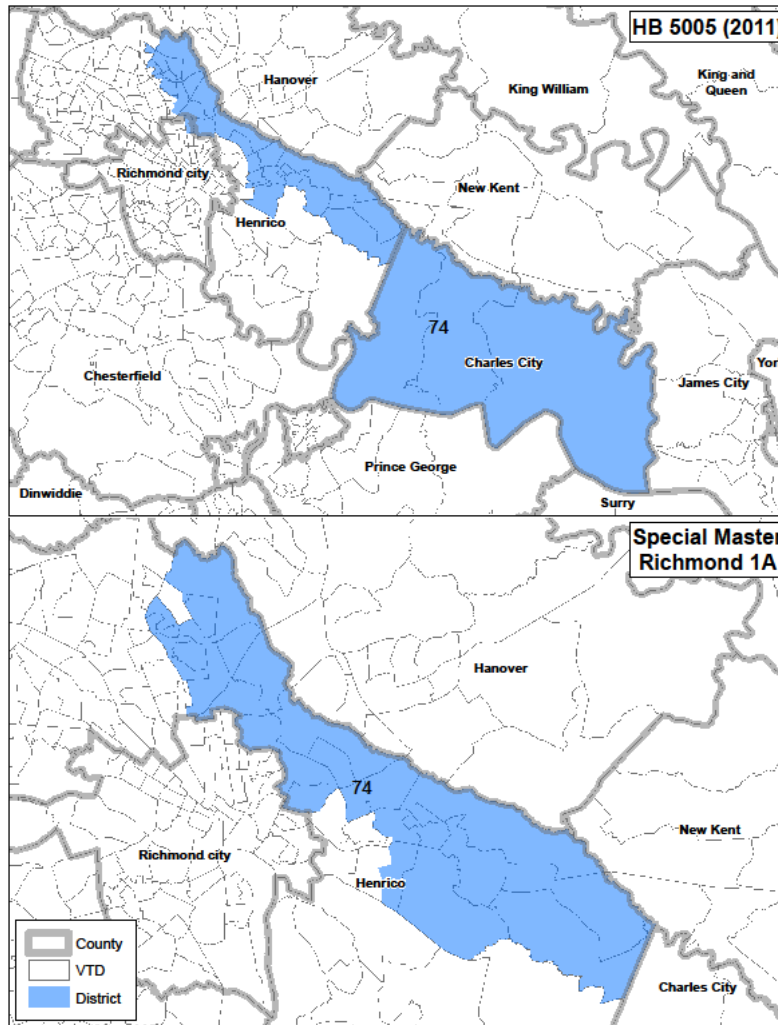 HB 5005 (2011)
Hanover
King William
King and
Queen
Richmond city
New Kent
Henrico
74
Charles City
Chesterfield
James City
Yor
Prince George
Dinwiddie
Surry
Special Master
Richmond 1A
Hanover
74
New Kent
Richmond city
Henrico
County
VTD
District
Charles City